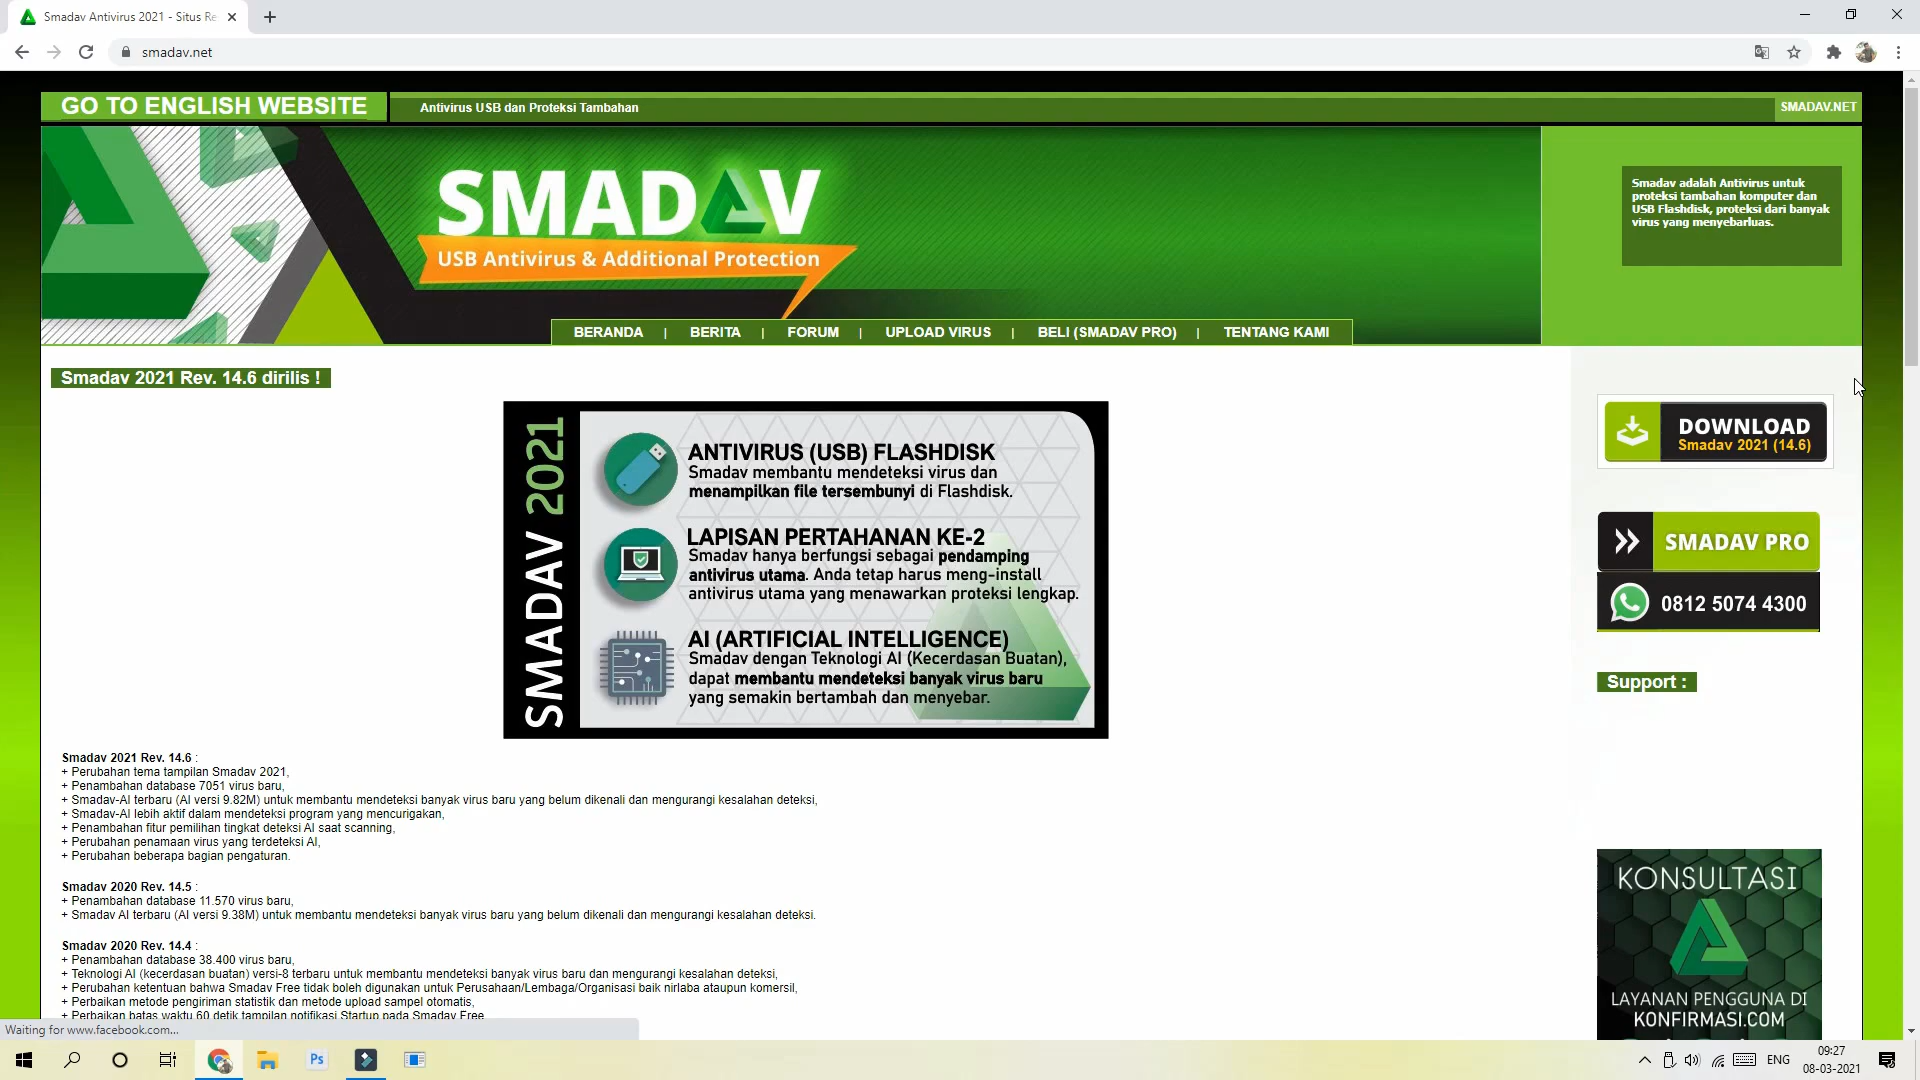 Smadav Antivirus 2021 - Situs Re
smadav.net
GO TO ENGLISH WEBSITE
Antivirus USB dan Proteksi Tambahan
SMADAV.NET
SMADAV
USB Antivirus & Additional Protection
Smadav adalah Antivirus untuk
proteksi tambahan komputer dan
USB Flashdisk, proteksi dari banyak
virus yang menyebarluas.
BERANDA | BERITA | FORUM | UPLOAD VIRUS | BELI (SMADAV PRO) | TENTANG KAMI
Smadav 2021 Rev. 14.6 dirilis !
SMADAV 2021
ANTIVIRUS (USB) FLASHDISK
Smadav membantu mendeteksi virus dan
menampilkan file tersembunyi di Flashdisk.
LAPISAN PERTAHANAN KE-2
Smadav hanya berfungsi sebagai pendamping
antivirus utama. Anda tetap harus meng-install
antivirus utama yang menawarkan proteksi lengkap.
AI (ARTIFICIAL INTELLIGENCE)
Smadav dengan Teknologi AI (Kecerdasan Buatan),
dapat membantu mendeteksi banyak virus baru
yang semakin bertambah dan menyebar.
DOWNLOAD
Smadav 2021 (14.6)
SMADAV PRO
0812 5074 4300
Support :
Smadav 2021 Rev. 14.6 :
+ Perubahan tema tampilan Smadav 2021,
+ Penambahan database 7051 virus baru,
+ Smadav-AI terbaru (AI versi 9.82M) untuk membantu mendeteksi banyak virus baru yang belum dikenali dan mengurangi kesalahan deteksi,
+ Smadav-AI lebih aktif dalam mendeteksi program yang mencurigakan,
+ Penambahan fitur pemilihan tingkat deteksi AI saat scanning,
+ Perubahan penamaan virus yang terdeteksi AI,
+ Perubahan beberapa bagian pengaturan.
Smadav 2020 Rev. 14.5 :
+ Penambahan database 11.570 virus baru,
+ Smadav AI terbaru (AI versi 9.38M) untuk membantu mendeteksi banyak virus baru yang belum dikenali dan mengurangi kesalahan deteksi.
Smadav 2020 Rev. 14.4 :
+ Penambahan database 38.400 virus baru,
+ Teknologi AI (kecerdasan buatan) versi-8 terbaru untuk membantu mendeteksi banyak virus baru dan mengurangi kesalahan deteksi,
+ Perubahan ketentuan bahwa Smadav Free tidak boleh digunakan untuk Perusahaan/Lembaga/Organisasi baik nirlaba ataupun komersil,
+ Perbaikan metode pengiriman statistik dan metode upload sampel otomatis,
+ Perbaikan batas waktu 60 detik tampilan notifikasi Startup pada Smadav Free
KONSULTASI
LAYANAN PENGGUNA DI
KONFIRMASI.COM
Waiting for www.facebook.com...
Ps
ENG
09:27
08-03-2021